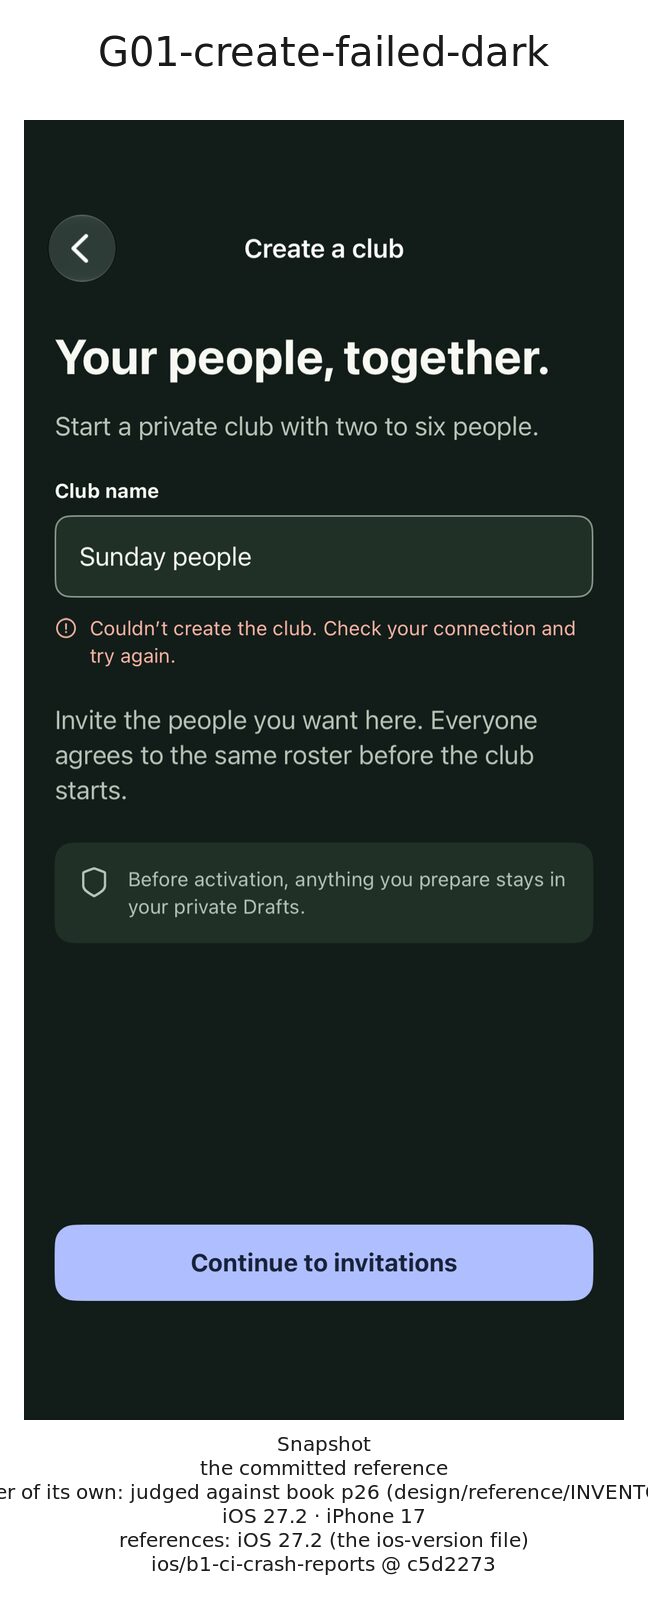 G01-create-failed-dark
Create a club
Your people, together.
Start a private club with two to six people.
Club name
Sunday people
Couldn’t create the club. Check your connection and
try again.
Invite the people you want here. Everyone
agrees to the same roster before the club
starts.
Before activation, anything you prepare stays in
your private Drafts.
Continue to invitations
Snapshot
the committed reference
of its own: judged against book p26
iOS 27.2 · iPhone 17
references: iOS 27.2 (the ios-version file)
ios/b1-ci-crash-reports @ c5d2273